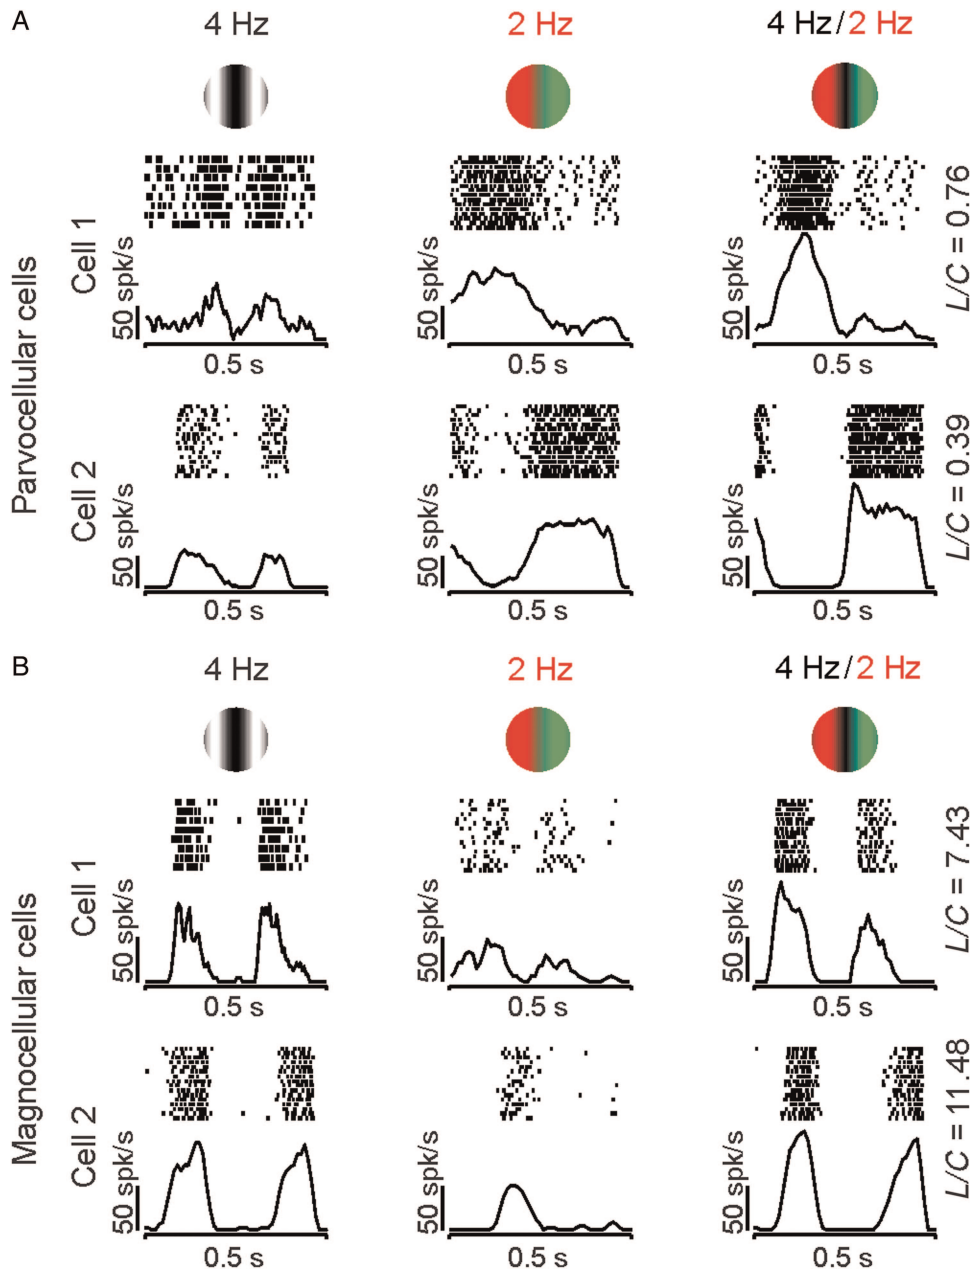 A
4 Hz 2 Hz 4 Hz/2 Hz
Parvocellular cells
Cell 1
50 spk/s 50 spk/s 50 spk/s
0.5 s 0.5 s 0.5 s
L/C = 0.76
Cell 2
50 spk/s 50 spk/s 50 spk/s
0.5 s 0.5 s 0.5 s
L/C = 0.39
B
4 Hz 2 Hz 4 Hz/2 Hz
Magnocellular cells
Cell 1
50 spk/s 50 spk/s 50 spk/s
0.5 s 0.5 s 0.5 s
L/C = 7.43
Cell 2
50 spk/s 50 spk/s 50 spk/s
0.5 s 0.5 s 0.5 s
L/C = 11.48